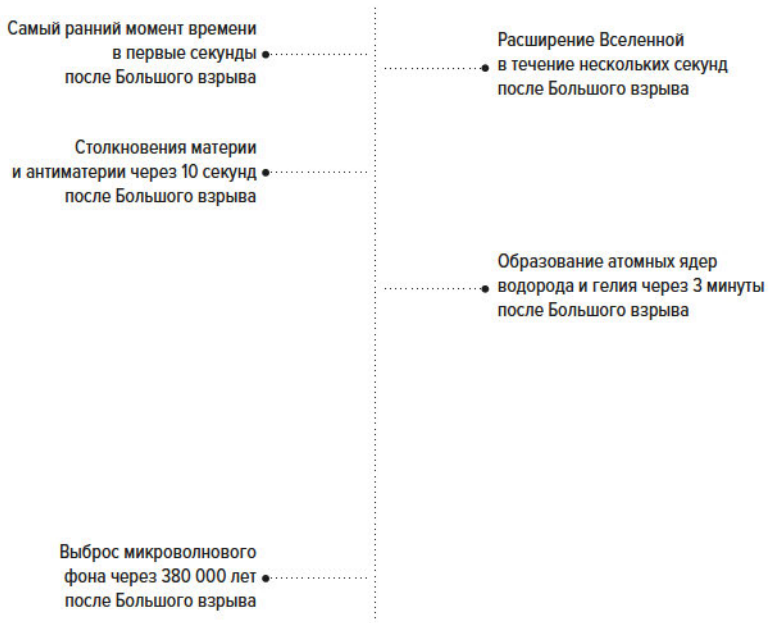 Самый ранний момент времени
в первые секунды
после Большого взрыва
Расширение Вселенной
в течение нескольких секунд
после Большого взрыва
Столкновения материи
и антиматерии через 10 секунд
после Большого взрыва
Образование атомных ядер
водорода и гелия через 3 минуты
после Большого взрыва
Выброс микроволнового
фона через 380 000 лет
после Большого взрыва